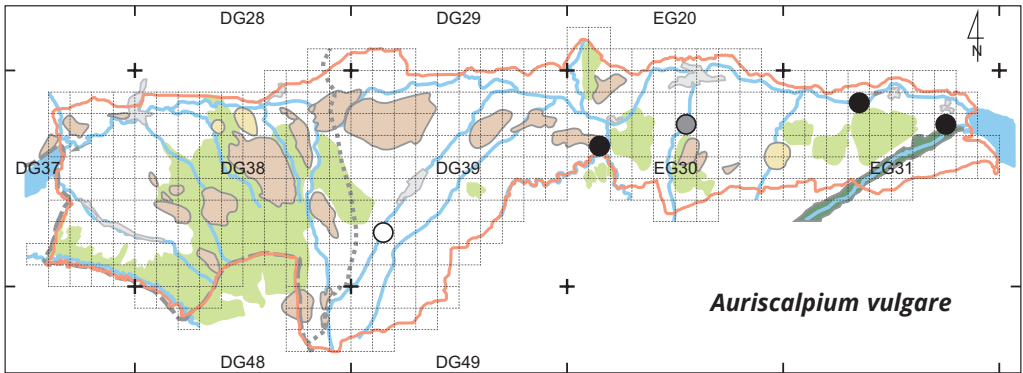 DG28 DG29 EG20
N
DG37 DG38 DG39 EG30 EG31
Auriscalpium vulgare
DG48 DG49